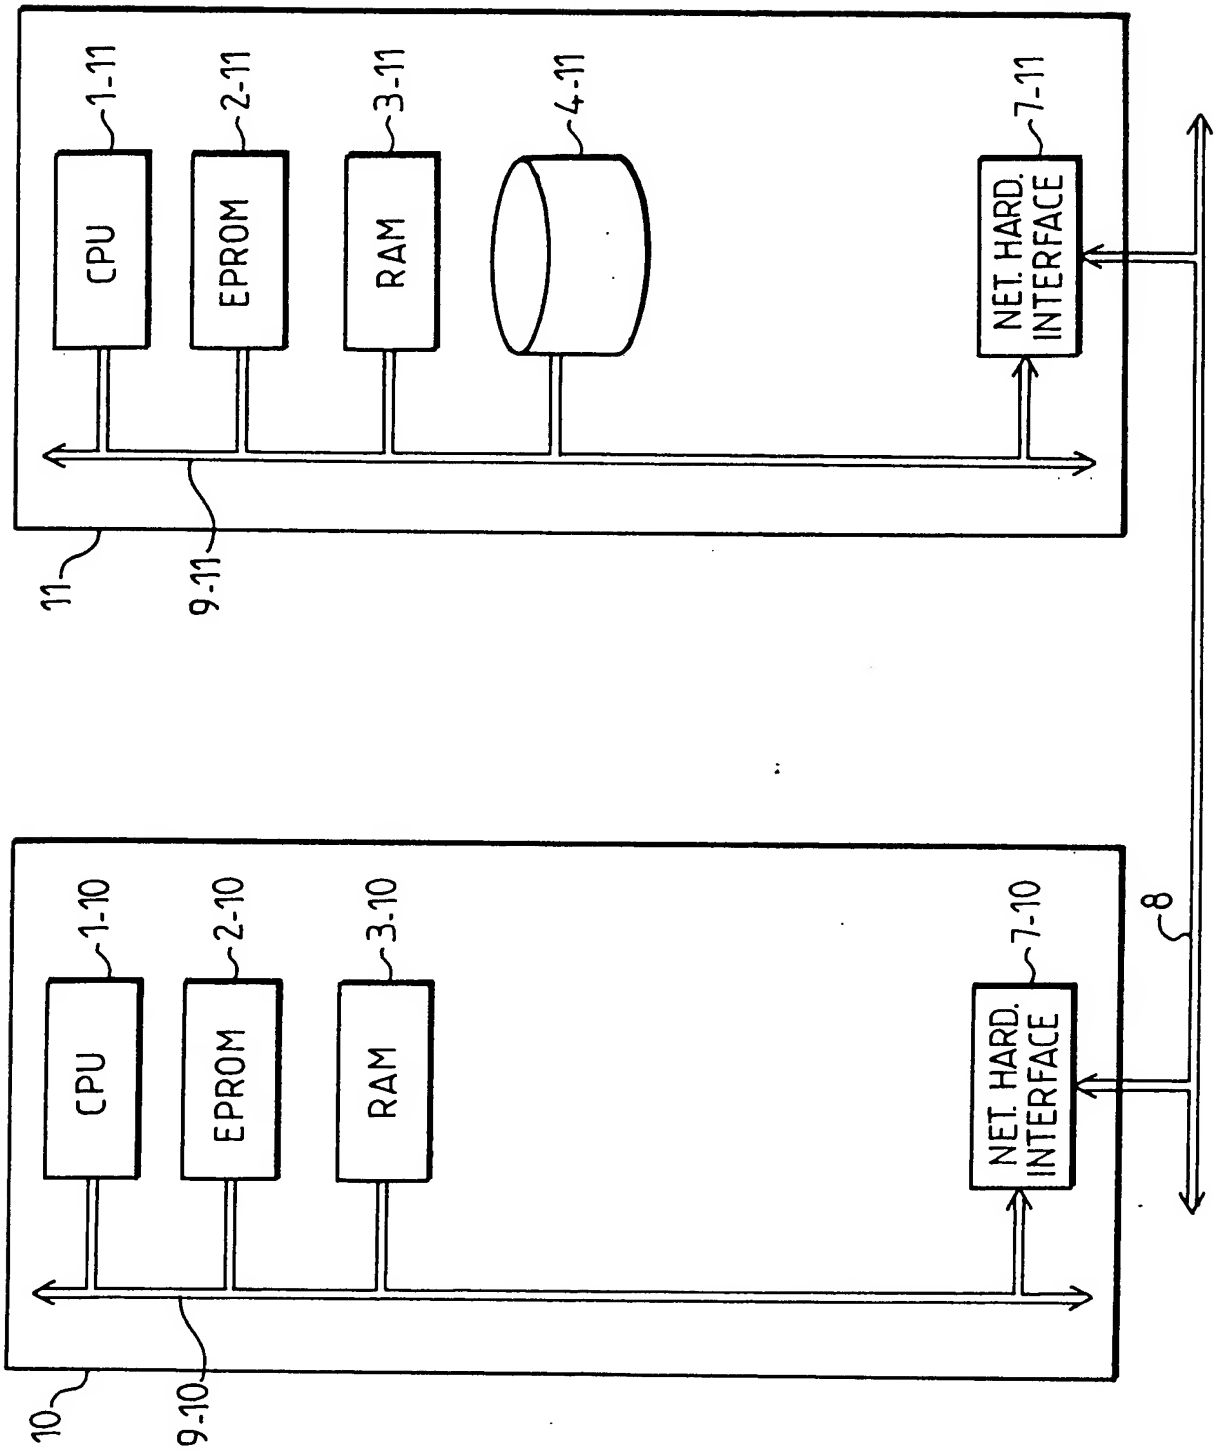 10
9-10
CPU
1-10
EPROM
2-10
RAM
3-10
NET. HARD.
INTERFACE
7-10
8
11
9-11
CPU
1-11
EPROM
2-11
RAM
3-11
4-11
NET. HARD.
INTERFACE
7-11